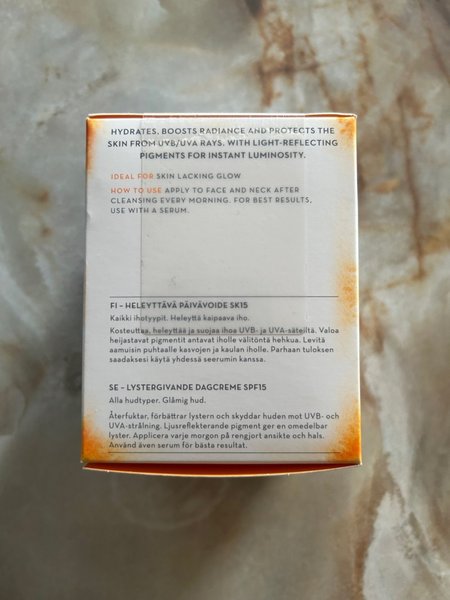 HYDRATES, BOOSTS RADIANCE AND PROTECTS THE
SKIN FROM UVB/UVA RAYS. WITH LIGHT-REFLECTING
PIGMENTS FOR INSTANT LUMINOSITY.
IDEAL FOR SKIN LACKING GLOW
HOW TO USE APPLY TO FACE AND NECK AFTER
CLEANSING EVERY MORNING. FOR BEST RESULTS,
USE WITH A SERUM.
FI – HELEYTTÄVÄ PÄIVÄVOIDE SK15
Kaikki ihotyypit. Heleyttä kaipaava iho.
Kosteuttaa, heleyttää ja suojaa ihoa UVB- ja UVA-säteiltä. Valoa
heijastavat pigmentit antavat iholle välitöntä hehkua. Levitä
aamuisin puhtaalle kasvojen ja kaulan iholle. Parhaan tuloksen
saadaksesi käytä yhdessä seerumin kanssa.
SE – LYSTERGIVANDE DAGCREME SPF15
Alla hudtyper. Glåmig hud.
Återfuktar, förbättrar lystern och skyddar huden mot UVB- och
UVA-strålning. Ljusreflekterande pigment ger en omedelbar
lyster. Applicera varje morgon på rengjort ansikte och hals.
Använd även serum för bästa resultat.